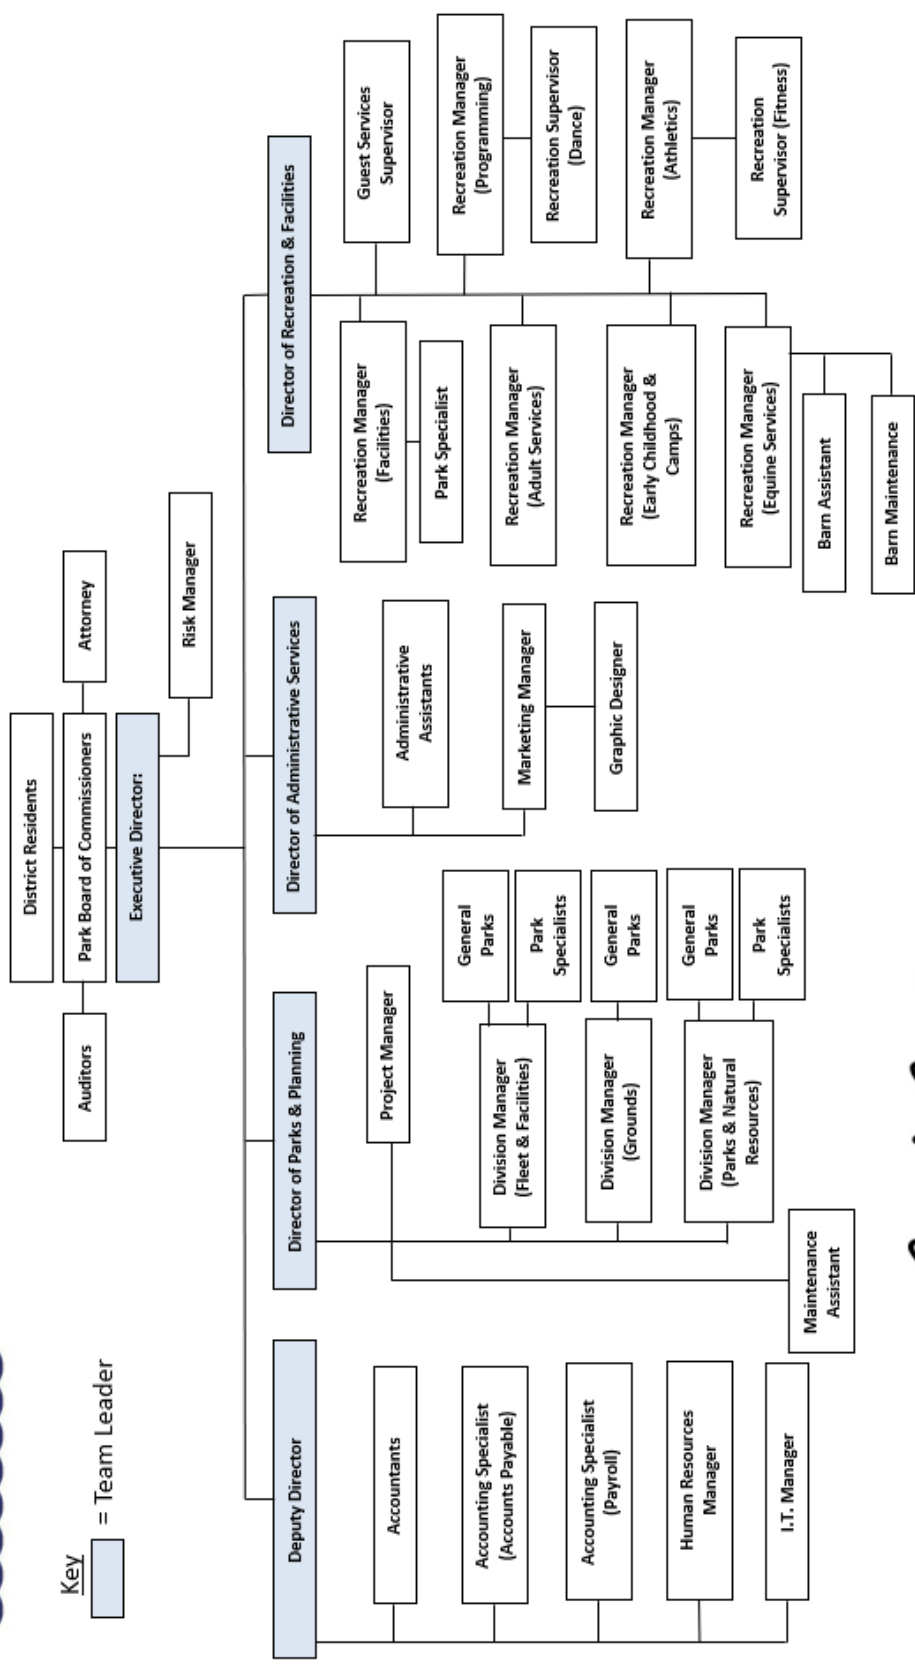 District Residents
Auditors
Park Board of Commissioners
Attorney
Executive Director:
Risk Manager
Key
= Team Leader
Deputy Director
Accountants
Accounting Specialist
(Accounts Payable)
Accounting Specialist
(Payroll)
Human Resources
Manager
I.T. Manager
Director of Parks & Planning
Project Manager
Division Manager
(Fleet & Facilities)
General
Parks
Park
Specialists
Division Manager
(Grounds)
General
Parks
Division Manager
(Parks & Natural
Resources)
General
Parks
Park
Specialists
Maintenance
Assistant
Director of Administrative Services
Administrative
Assistants
Marketing Manager
Graphic Designer
Director of Recreation & Facilities
Recreation Manager
(Facilities)
Park Specialist
Recreation Manager
(Adult Services)
Recreation Manager
(Early Childhood &
Camps)
Recreation Manager
(Equine Services)
Barn Assistant
Barn Maintenance
Guest Services
Supervisor
Recreation Manager
(Programming)
Recreation Supervisor
(Dance)
Recreation Manager
(Athletics)
Recreation
Supervisor (Fitness)